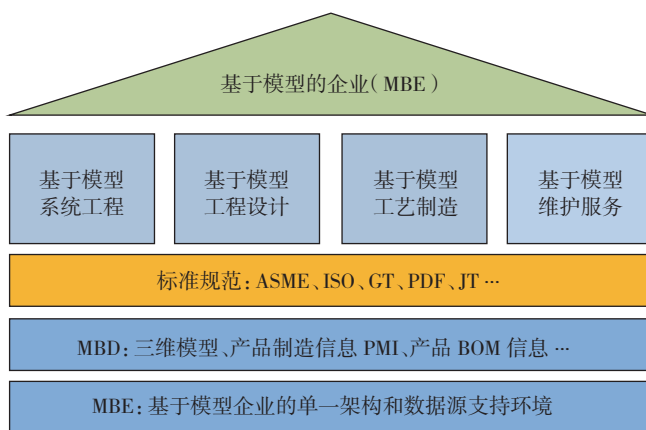 基于模型的企业（MBE）
基于模型
系统工程
基于模型
工程设计
基于模型
工艺制造
基于模型
维护服务
标准规范：ASME、ISO、GT、PDF、JT …
MBD：三维模型、产品制造信息 PMI、产品 BOM 信息 …
MBE：基于模型企业的单一架构和数据源支持环境